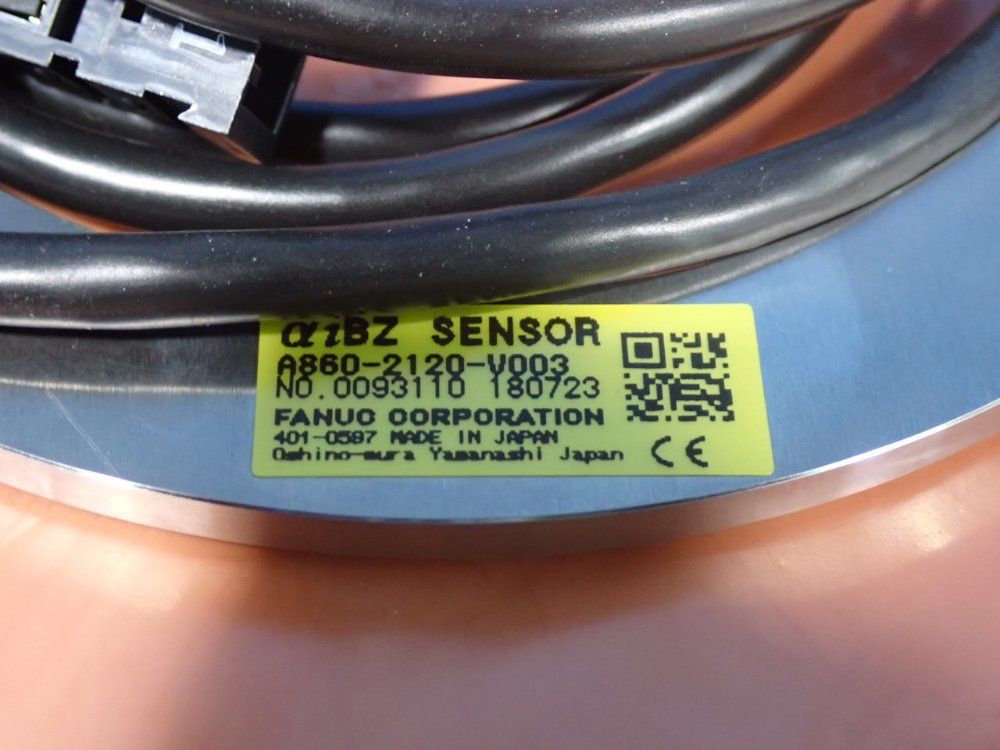 αiBZ SENSOR
A860-2120-V003
NO.0093110 180723
FANUC CORPORATION
401-0597 MADE IN JAPAN
Oshino-mura Yamanashi Japan
CE